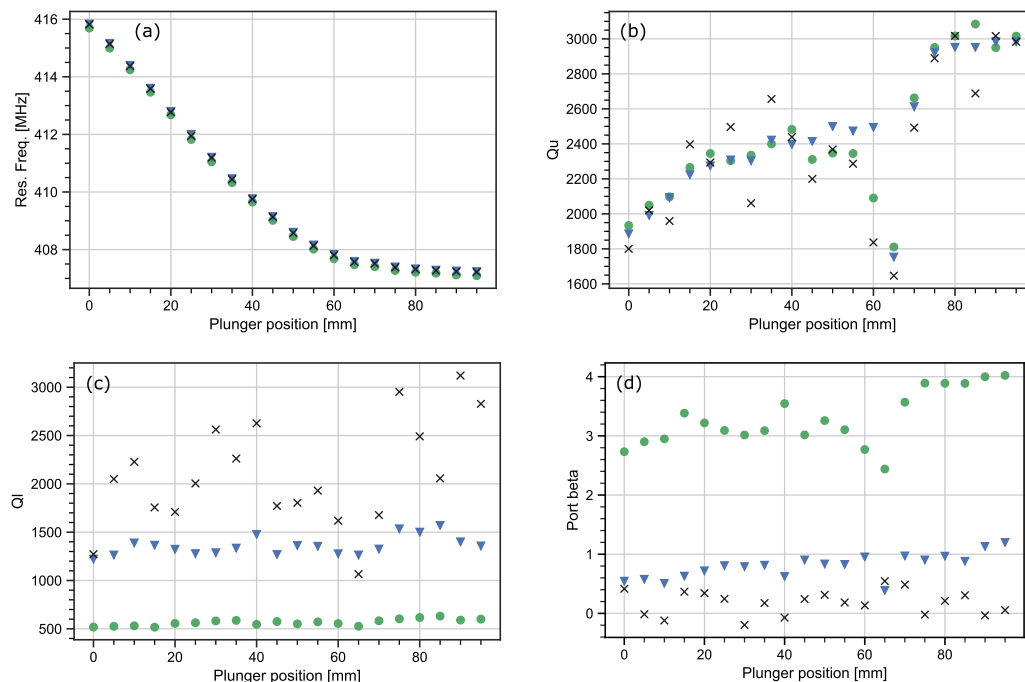 (a)
416
414
412
410
408
Res. Freq. [MHz]
0 20 40 60 80
Plunger position [mm]
(b)
3000
2800
2600
2400
2200
2000
1800
1600
Qu
0 20 40 60 80
Plunger position [mm]
(c)
3000
2500
2000
1500
1000
500
Ql
0 20 40 60 80
Plunger position [mm]
(d)
4
3
2
1
0
Port beta
0 20 40 60 80
Plunger position [mm]